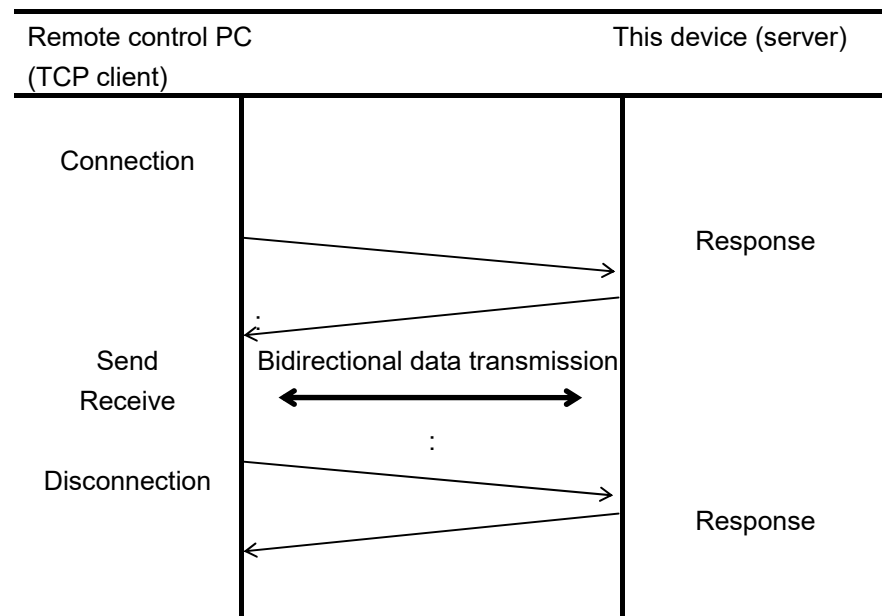 Remote control PC
(TCP client)
This device (server)
Connection
Response
:
Send
Receive
Bidirectional data transmission
:
Disconnection
Response